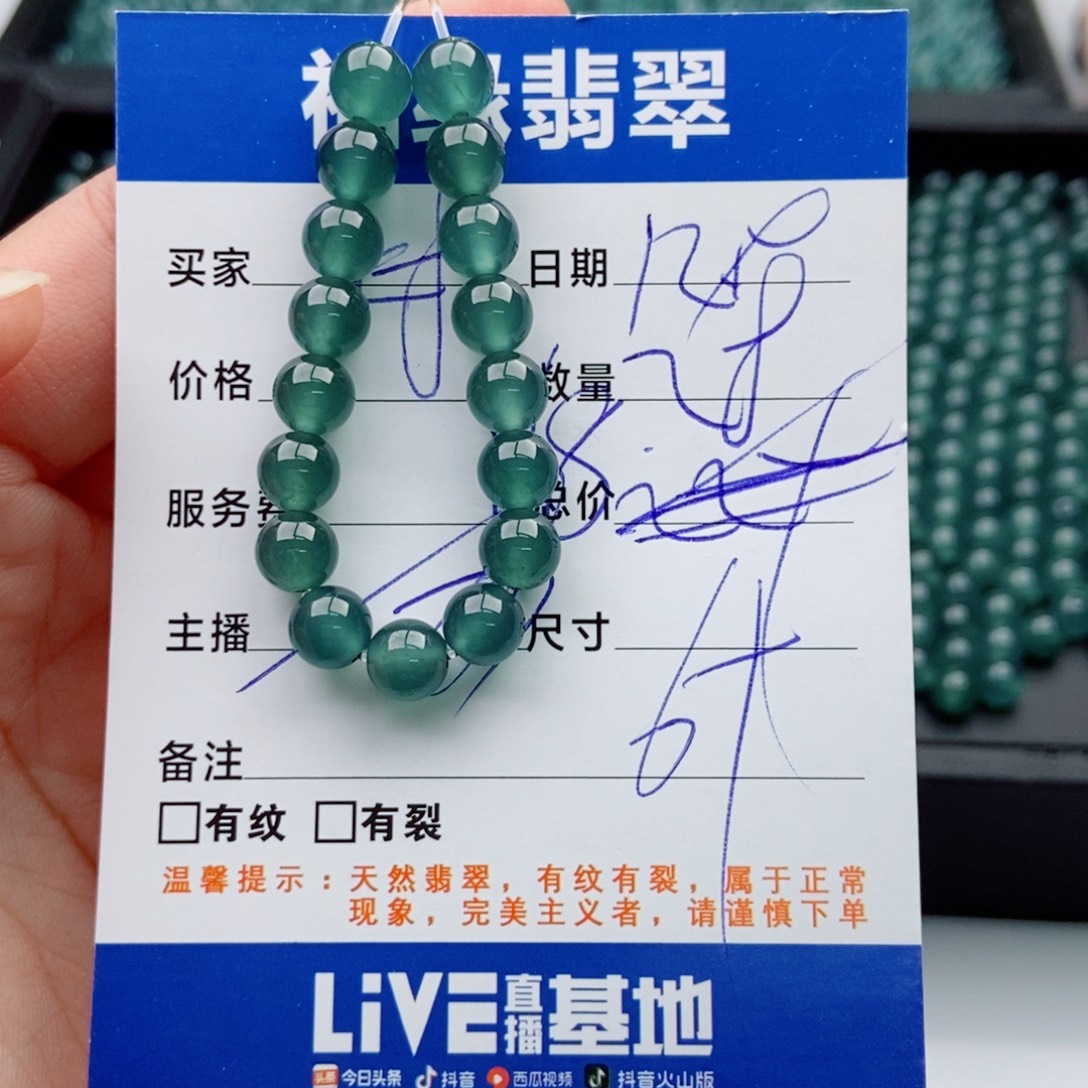 翡翠
买家 日期
价格 数量
服务费 总价
主播 尺寸
备注
□有纹 □有裂
温馨提示：天然翡翠，有纹有裂，属于正常
现象，完美主义者，请谨慎下单
LiVE直播基地
头条 今日头条 抖音 西瓜视频 抖音火山版